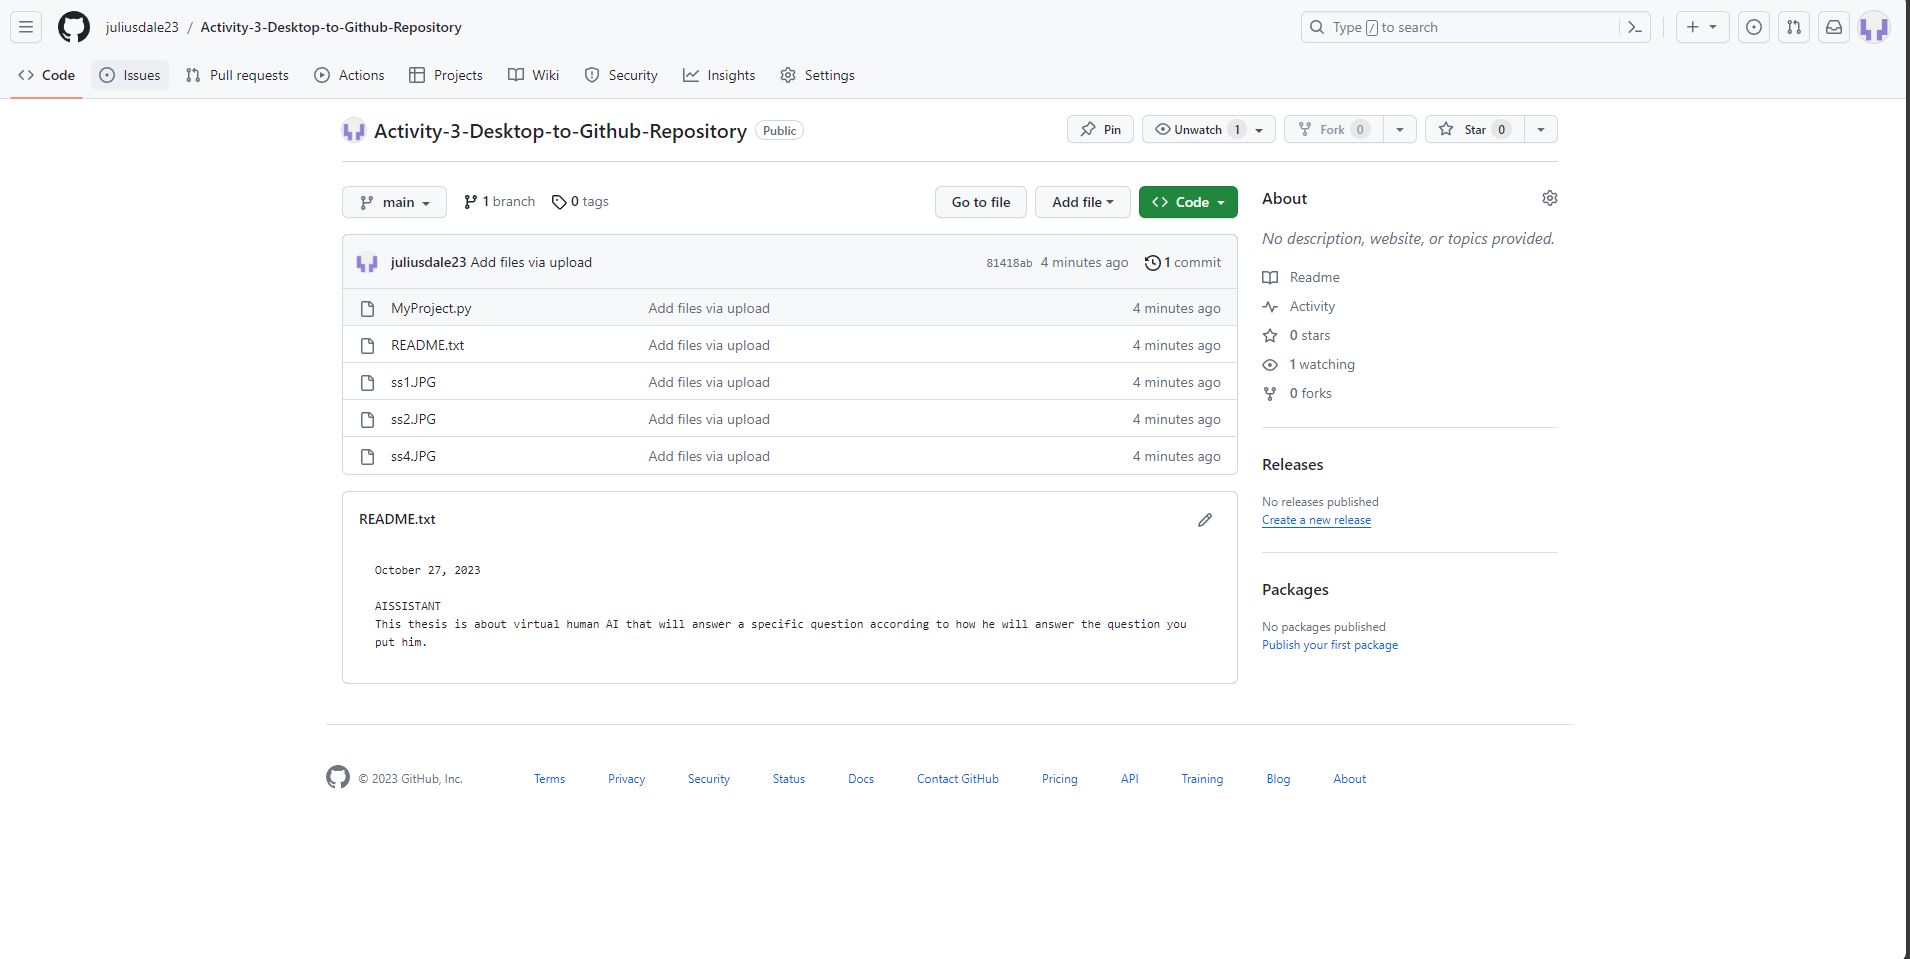 juliusdale23 / Activity-3-Desktop-to-Github-Repository
Type / to search
Code Issues Pull requests Actions Projects Wiki Security Insights Settings
Activity-3-Desktop-to-Github-Repository Public
Pin Unwatch 1 Fork 0 Star 0
main 1 branch 0 tags Go to file Add file Code
juliusdale23 Add files via upload 81418ab 4 minutes ago 1 commit
MyProject.py Add files via upload 4 minutes ago
README.txt Add files via upload 4 minutes ago
ss1.JPG Add files via upload 4 minutes ago
ss2.JPG Add files via upload 4 minutes ago
ss4.JPG Add files via upload 4 minutes ago
README.txt
October 27, 2023
AISSISTANT
This thesis is about virtual human AI that will answer a specific question according to how he will answer the question you
put him.
About
No description, website, or topics provided.
Readme
Activity
0 stars
1 watching
0 forks
Releases
No releases published
Create a new release
Packages
No packages published
Publish your first package
© 2023 GitHub, Inc. Terms Privacy Security Status Docs Contact GitHub Pricing API Training Blog About